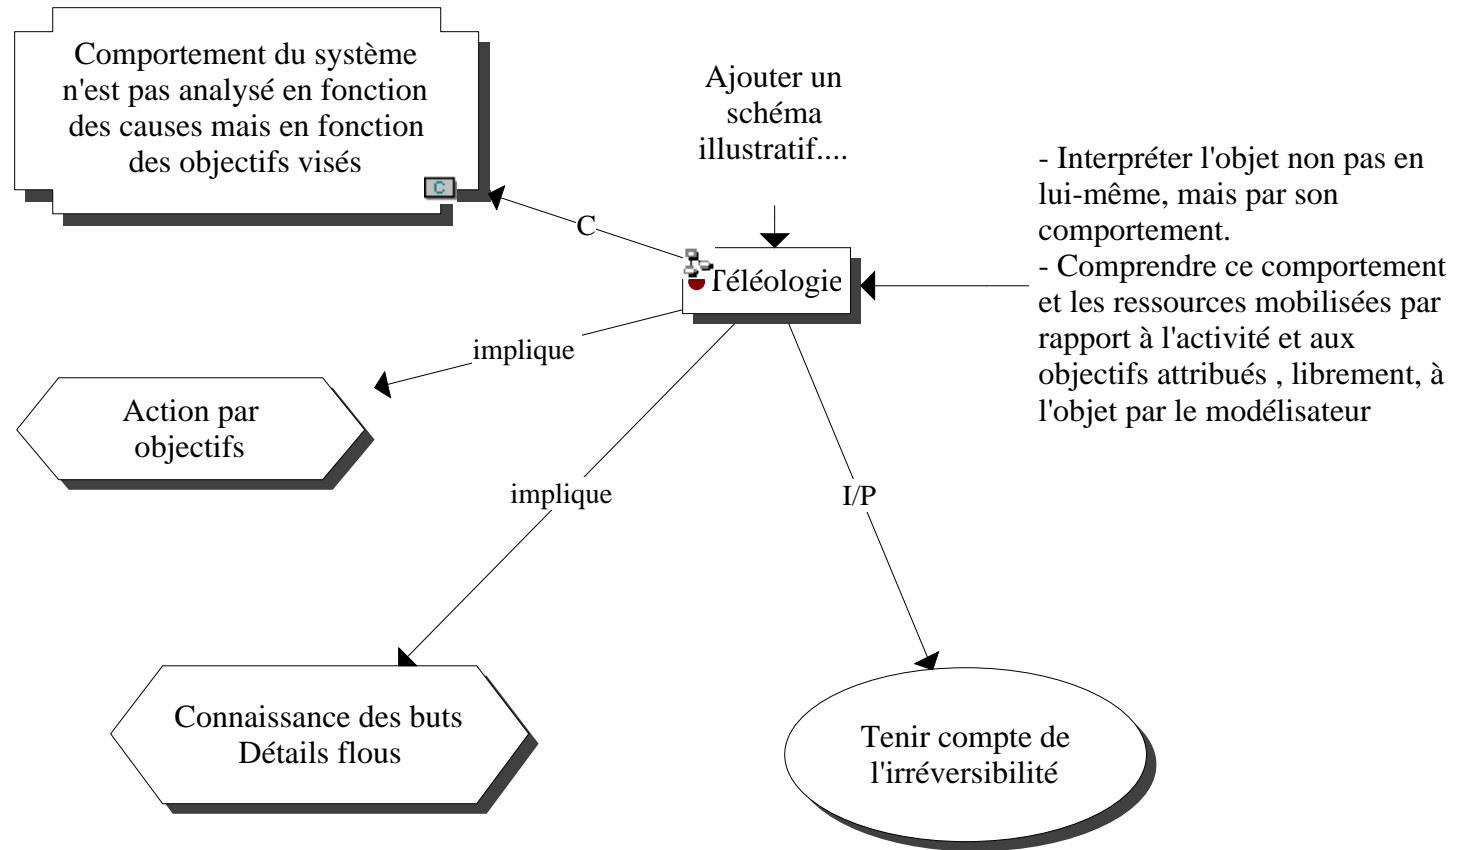 Comportement du système
n'est pas analysé en fonction
des causes mais en fonction
des objectifs visés
C
C
Ajouter un
schéma
illustratif....
Téléologie
- Interpréter l'objet non pas en
lui-même, mais par son
comportement.
- Comprendre ce comportement
et les ressources mobilisées par
rapport à l'activité et aux
objectifs attribués , librement, à
l'objet par le modélisateur
implique
Action par
objectifs
implique
I/P
Connaissance des buts
Détails flous
Tenir compte de
l'irréversibilité